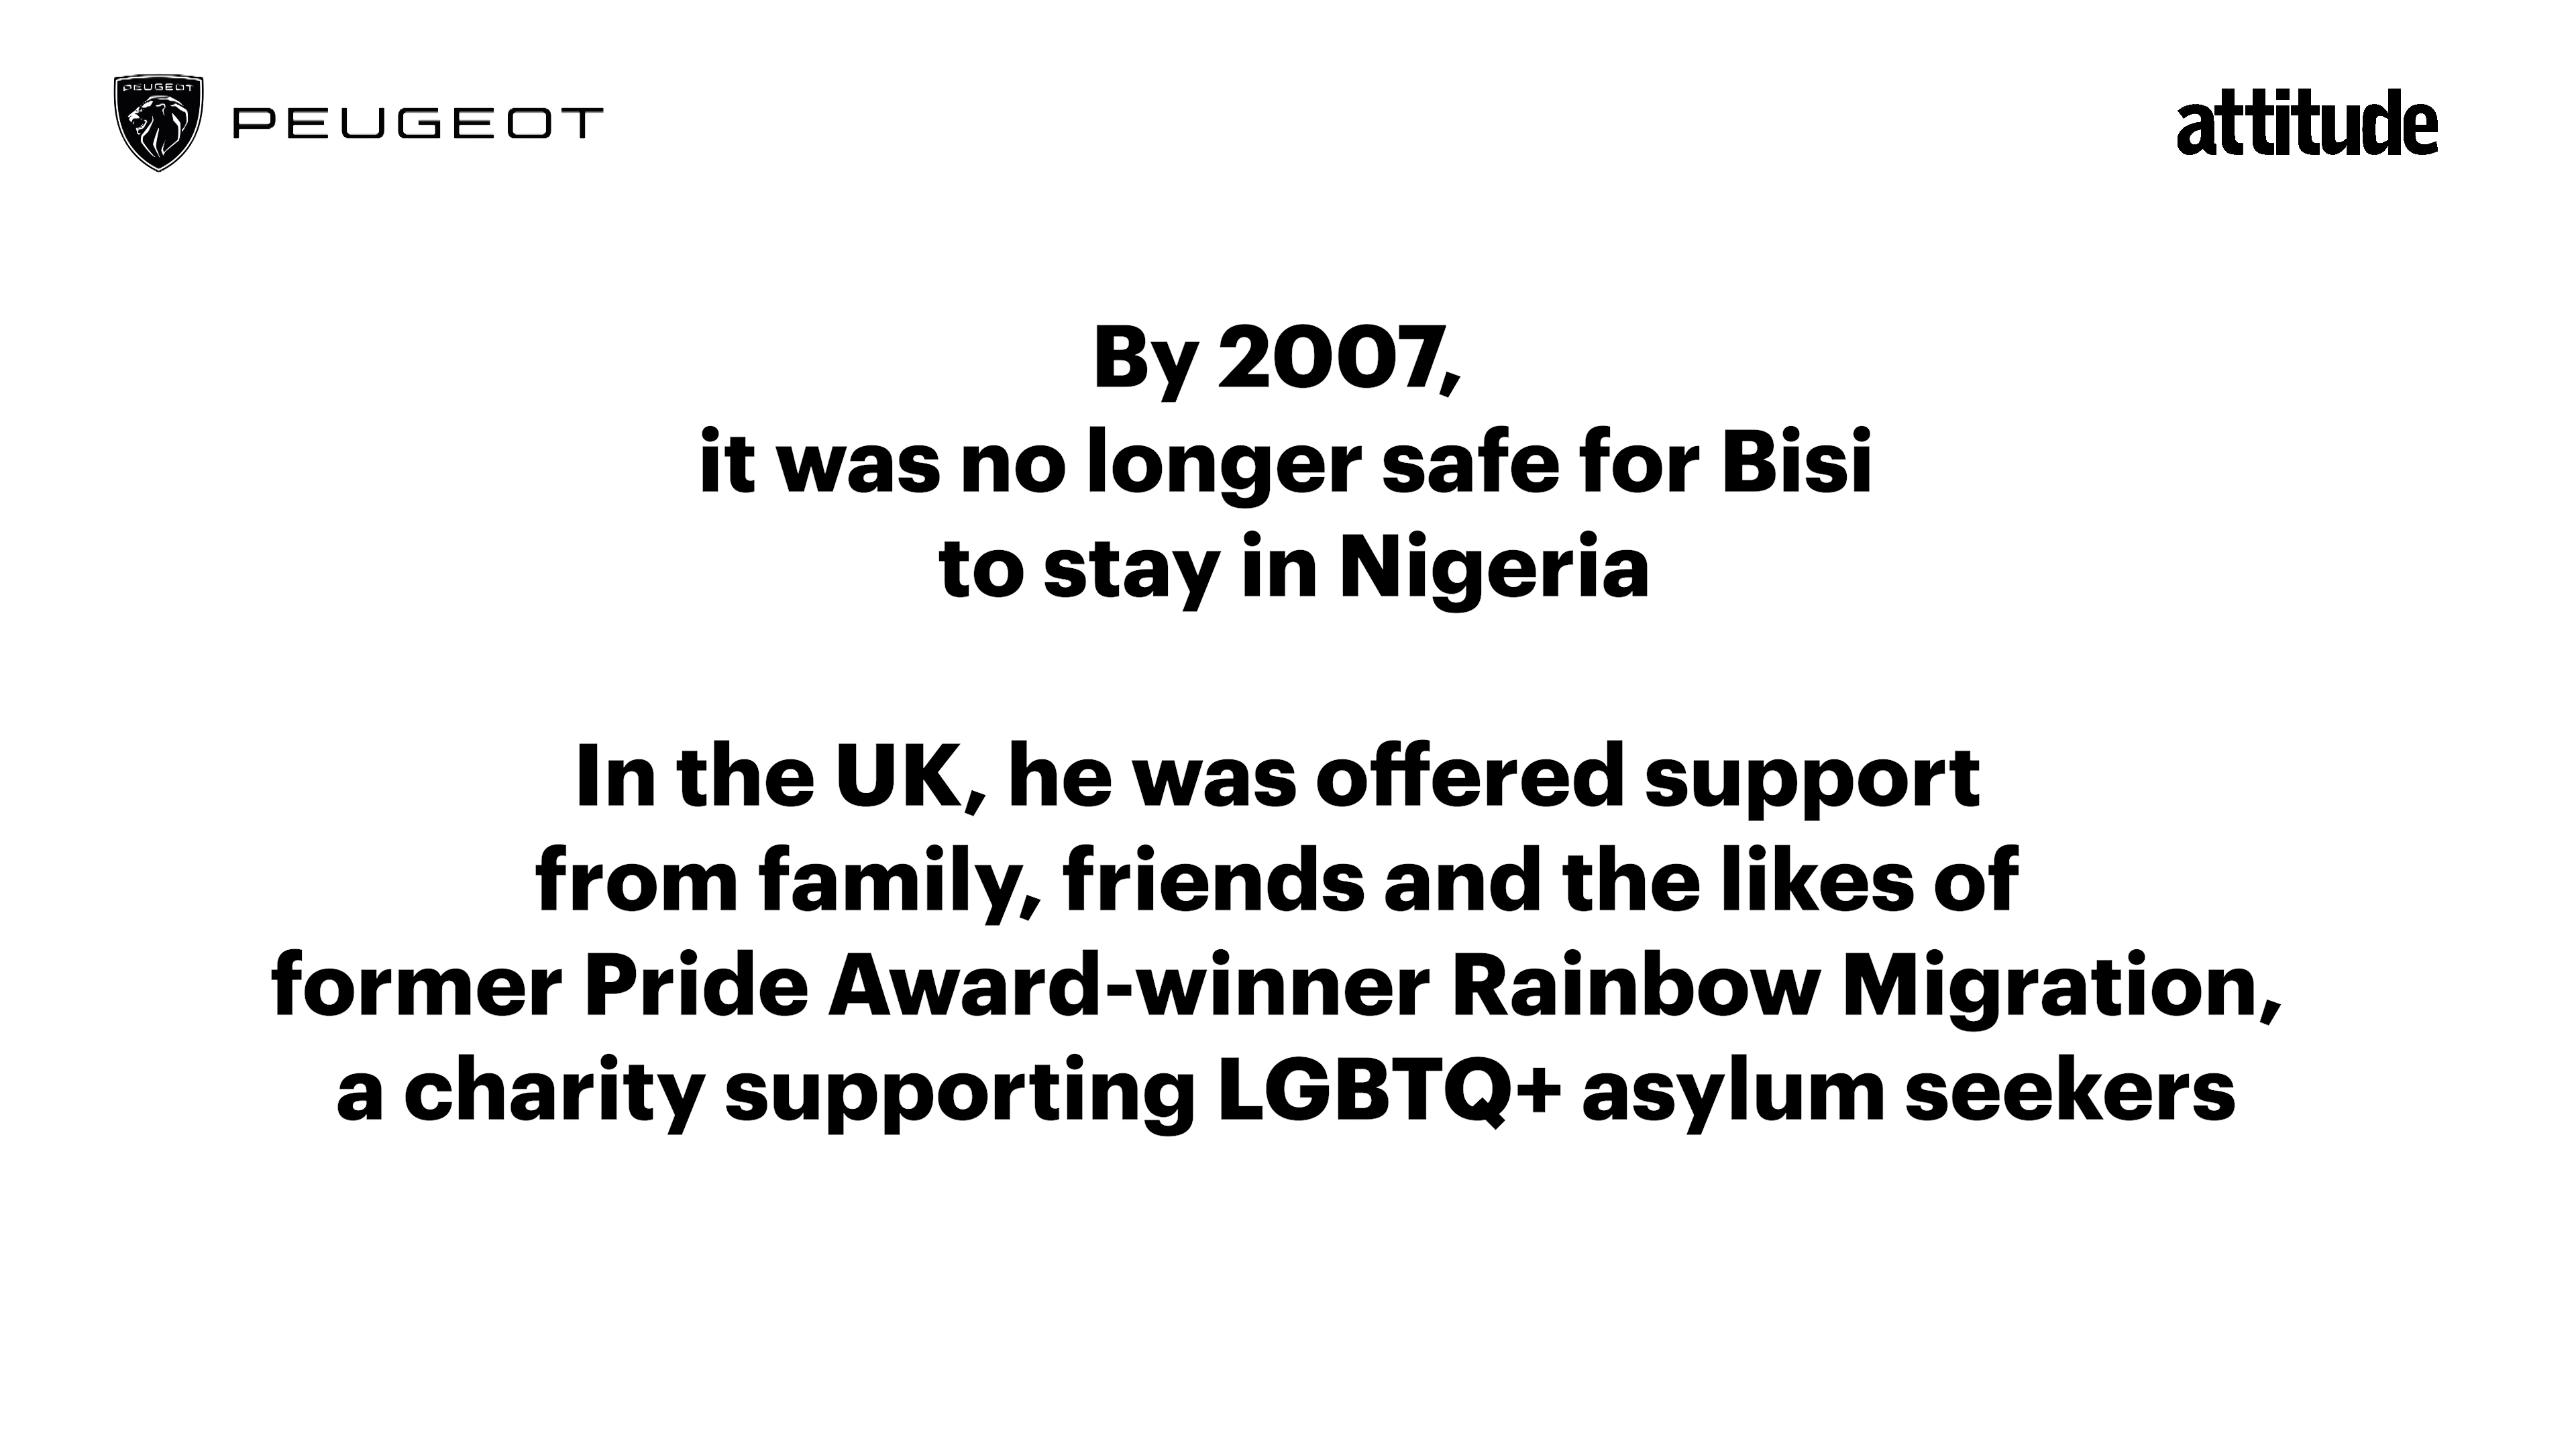 PEUGEOT
PEUGEOT
attitude
By 2007,
it was no longer safe for Bisi
to stay in Nigeria
In the UK, he was offered support
from family, friends and the likes of
former Pride Award-winner Rainbow Migration,
a charity supporting LGBTQ+ asylum seekers